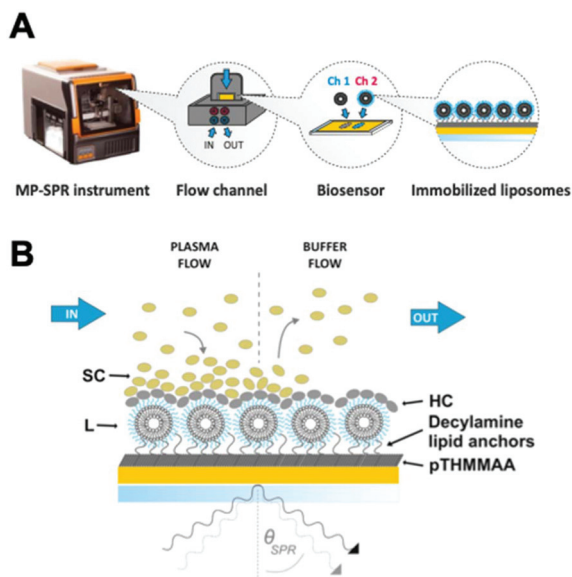 A
Ch 1 Ch 2
IN OUT
MP-SPR instrument
Flow channel
Biosensor
Immobilized liposomes
B
PLASMA
FLOW
BUFFER
FLOW
IN
OUT
SC
HC
L
Decylamine
lipid anchors
pTHMMAA
θSPR